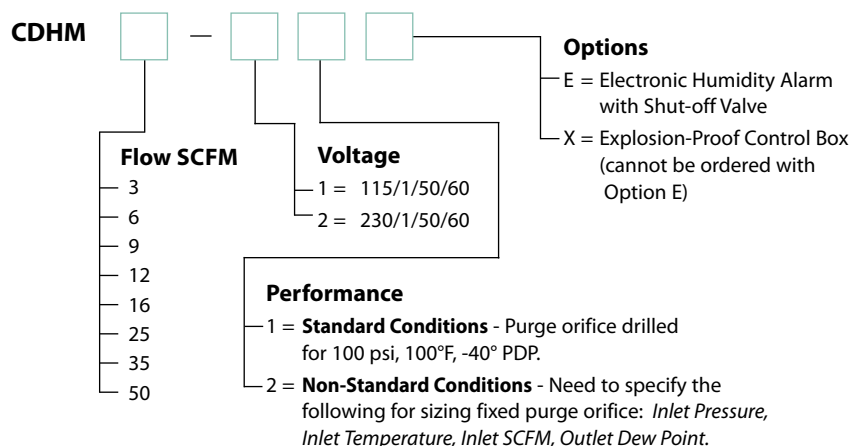 CDHM —
Options
E = Electronic Humidity Alarm
with Shut-off Valve
X = Explosion-Proof Control Box
(cannot be ordered with
Option E)
Flow SCFM
3
6
9
12
16
25
35
50
Voltage
1 = 115/1/50/60
2 = 230/1/50/60
Performance
1 = Standard Conditions - Purge orifice drilled
for 100 psi, 100°F, -40° PDP.
2 = Non-Standard Conditions - Need to specify the
following for sizing fixed purge orifice: Inlet Pressure,
Inlet Temperature, Inlet SCFM, Outlet Dew Point.